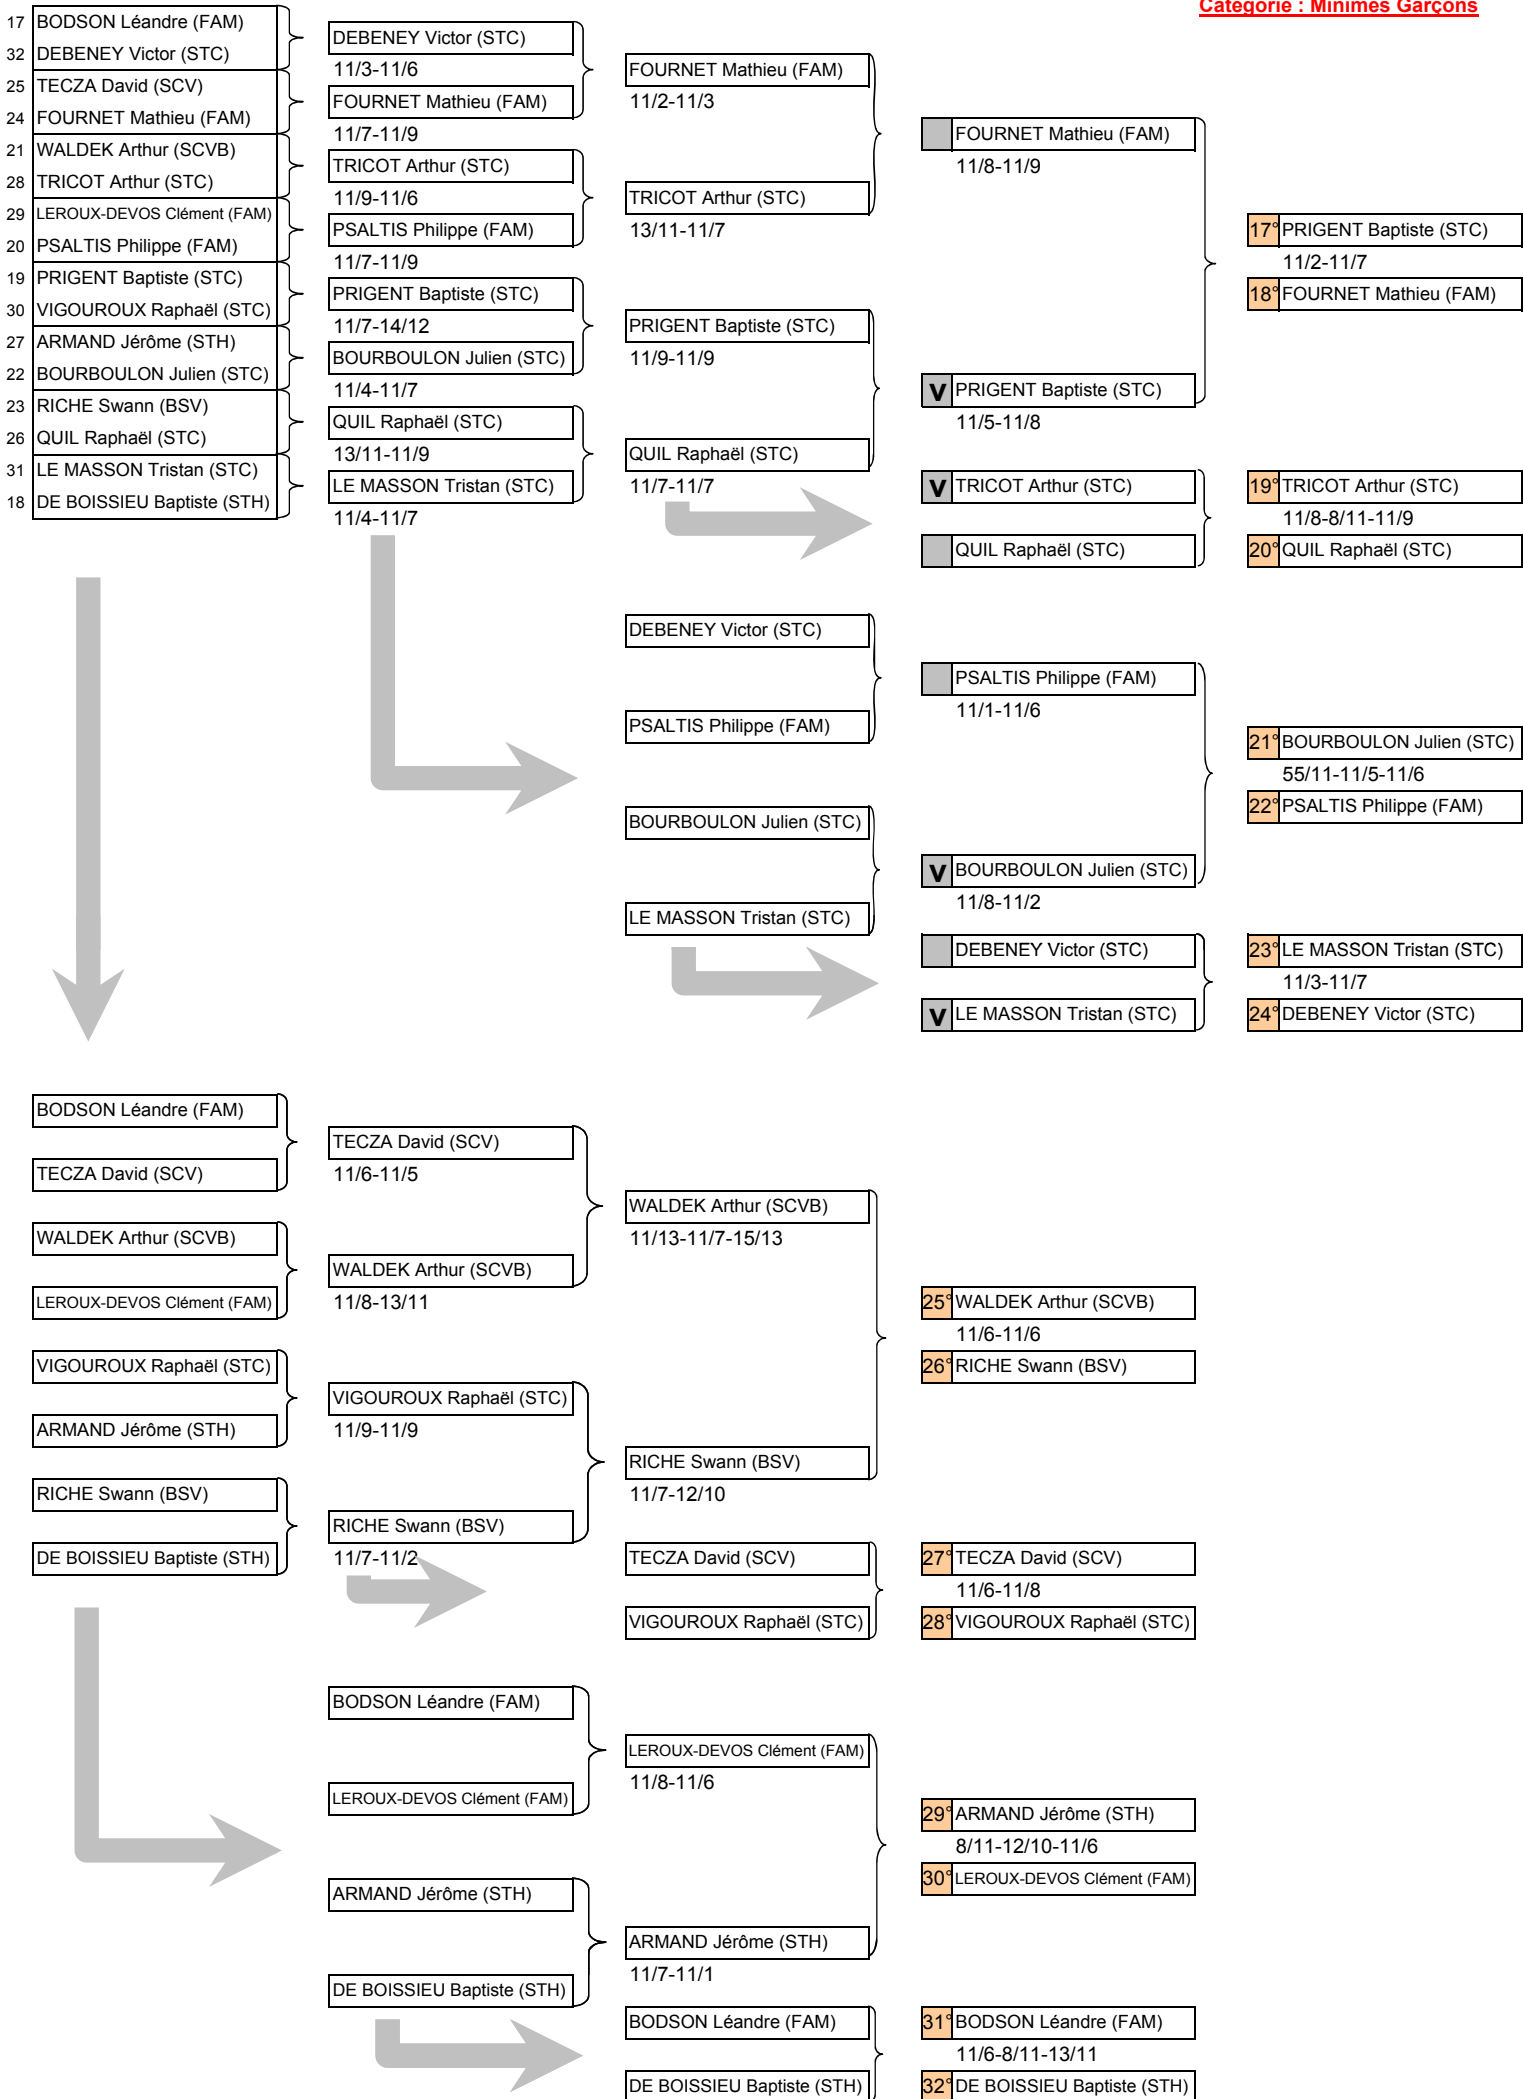 Catégorie : Minimes Garçons
17 BODSON Léandre (FAM)
32 DEBENEY Victor (STC)
25 TECZA David (SCV)
24 FOURNET Mathieu (FAM)
21 WALDEK Arthur (SCVB)
28 TRICOT Arthur (STC)
29 LEROUX-DEVOS Clément (FAM)
20 PSALTIS Philippe (FAM)
19 PRIGENT Baptiste (STC)
30 VIGOUROUX Raphaël (STC)
27 ARMAND Jérôme (STH)
22 BOURBOULON Julien (STC)
23 RICHE Swann (BSV)
26 QUIL Raphaël (STC)
31 LE MASSON Tristan (STC)
18 DE BOISSIEU Baptiste (STH)
DEBENEY Victor (STC)
11/3-11/6
FOURNET Mathieu (FAM)
11/7-11/9
TRICOT Arthur (STC)
11/9-11/6
PSALTIS Philippe (FAM)
11/7-11/9
PRIGENT Baptiste (STC)
11/7-14/12
BOURBOULON Julien (STC)
11/4-11/7
QUIL Raphaël (STC)
13/11-11/9
LE MASSON Tristan (STC)
11/4-11/7
FOURNET Mathieu (FAM)
11/2-11/3
TRICOT Arthur (STC)
13/11-11/7
PRIGENT Baptiste (STC)
11/9-11/9
QUIL Raphaël (STC)
11/7-11/7
FOURNET Mathieu (FAM)
11/8-11/9
V PRIGENT Baptiste (STC)
11/5-11/8
V TRICOT Arthur (STC)
QUIL Raphaël (STC)
17° PRIGENT Baptiste (STC)
11/2-11/7
18° FOURNET Mathieu (FAM)
19° TRICOT Arthur (STC)
11/8-8/11-11/9
20° QUIL Raphaël (STC)
DEBENEY Victor (STC)
PSALTIS Philippe (FAM)
BOURBOULON Julien (STC)
LE MASSON Tristan (STC)
PSALTIS Philippe (FAM)
11/1-11/6
V BOURBOULON Julien (STC)
11/8-11/2
DEBENEY Victor (STC)
V LE MASSON Tristan (STC)
21° BOURBOULON Julien (STC)
55/11-11/5-11/6
22° PSALTIS Philippe (FAM)
23° LE MASSON Tristan (STC)
11/3-11/7
24° DEBENEY Victor (STC)
BODSON Léandre (FAM)
TECZA David (SCV)
WALDEK Arthur (SCVB)
LEROUX-DEVOS Clément (FAM)
VIGOUROUX Raphaël (STC)
ARMAND Jérôme (STH)
RICHE Swann (BSV)
DE BOISSIEU Baptiste (STH)
TECZA David (SCV)
11/6-11/5
WALDEK Arthur (SCVB)
11/8-13/11
VIGOUROUX Raphaël (STC)
11/9-11/9
RICHE Swann (BSV)
11/7-11/2
WALDEK Arthur (SCVB)
11/13-11/7-15/13
RICHE Swann (BSV)
11/7-12/10
TECZA David (SCV)
VIGOUROUX Raphaël (STC)
25° WALDEK Arthur (SCVB)
11/6-11/6
26° RICHE Swann (BSV)
27° TECZA David (SCV)
11/6-11/8
28° VIGOUROUX Raphaël (STC)
BODSON Léandre (FAM)
LEROUX-DEVOS Clément (FAM)
ARMAND Jérôme (STH)
DE BOISSIEU Baptiste (STH)
LEROUX-DEVOS Clément (FAM)
11/8-11/6
ARMAND Jérôme (STH)
11/7-11/1
BODSON Léandre (FAM)
DE BOISSIEU Baptiste (STH)
29° ARMAND Jérôme (STH)
8/11-12/10-11/6
30° LEROUX-DEVOS Clément (FAM)
31° BODSON Léandre (FAM)
11/6-8/11-13/11
32° DE BOISSIEU Baptiste (STH)